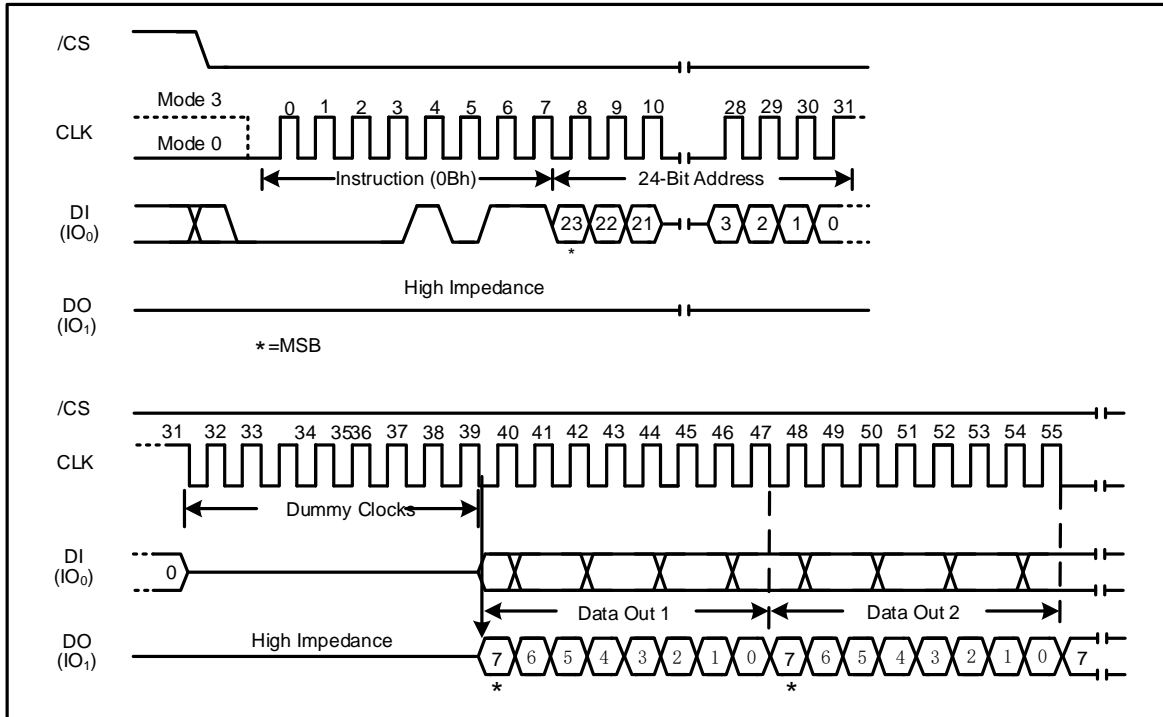 /CS
Mode 3
0 1 2 3 4 5 6 7 8 9 10 28 29 30 31
CLK
Mode 0
Instruction (0Bh) 24-Bit Address
DI
(IO₀)
23 22 21 3 2 1 0
*
High Impedance
DO
(IO₁)
*=MSB
/CS
31 32 33 34 35 36 37 38 39 40 41 42 43 44 45 46 47 48 49 50 51 52 53 54 55
CLK
Dummy Clocks
DI
(IO₀)
0
Data Out 1 Data Out 2
DO
(IO₁)
High Impedance
7 6 5 4 3 2 1 0 7 6 5 4 3 2 1 0 7
* *